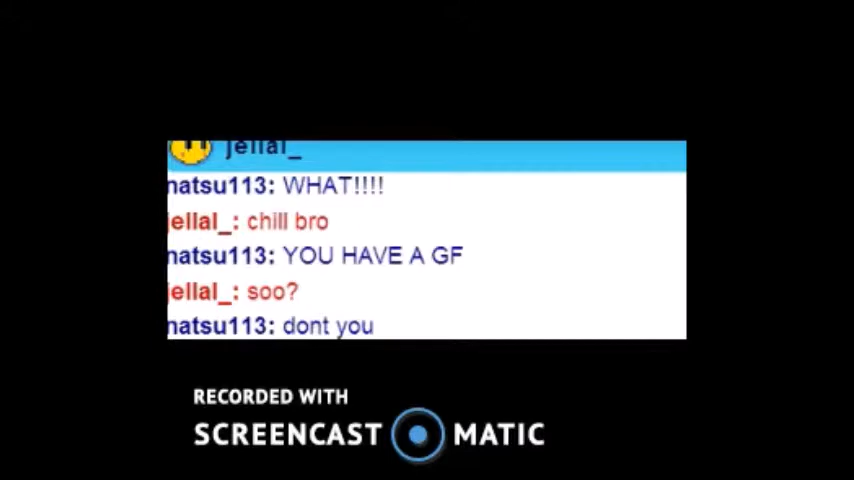 jellal_
natsu113: WHAT!!!!
jellal_: chill bro
natsu113: YOU HAVE A GF
jellal_: soo?
natsu113: dont you
RECORDED WITH
SCREENCAST MATIC